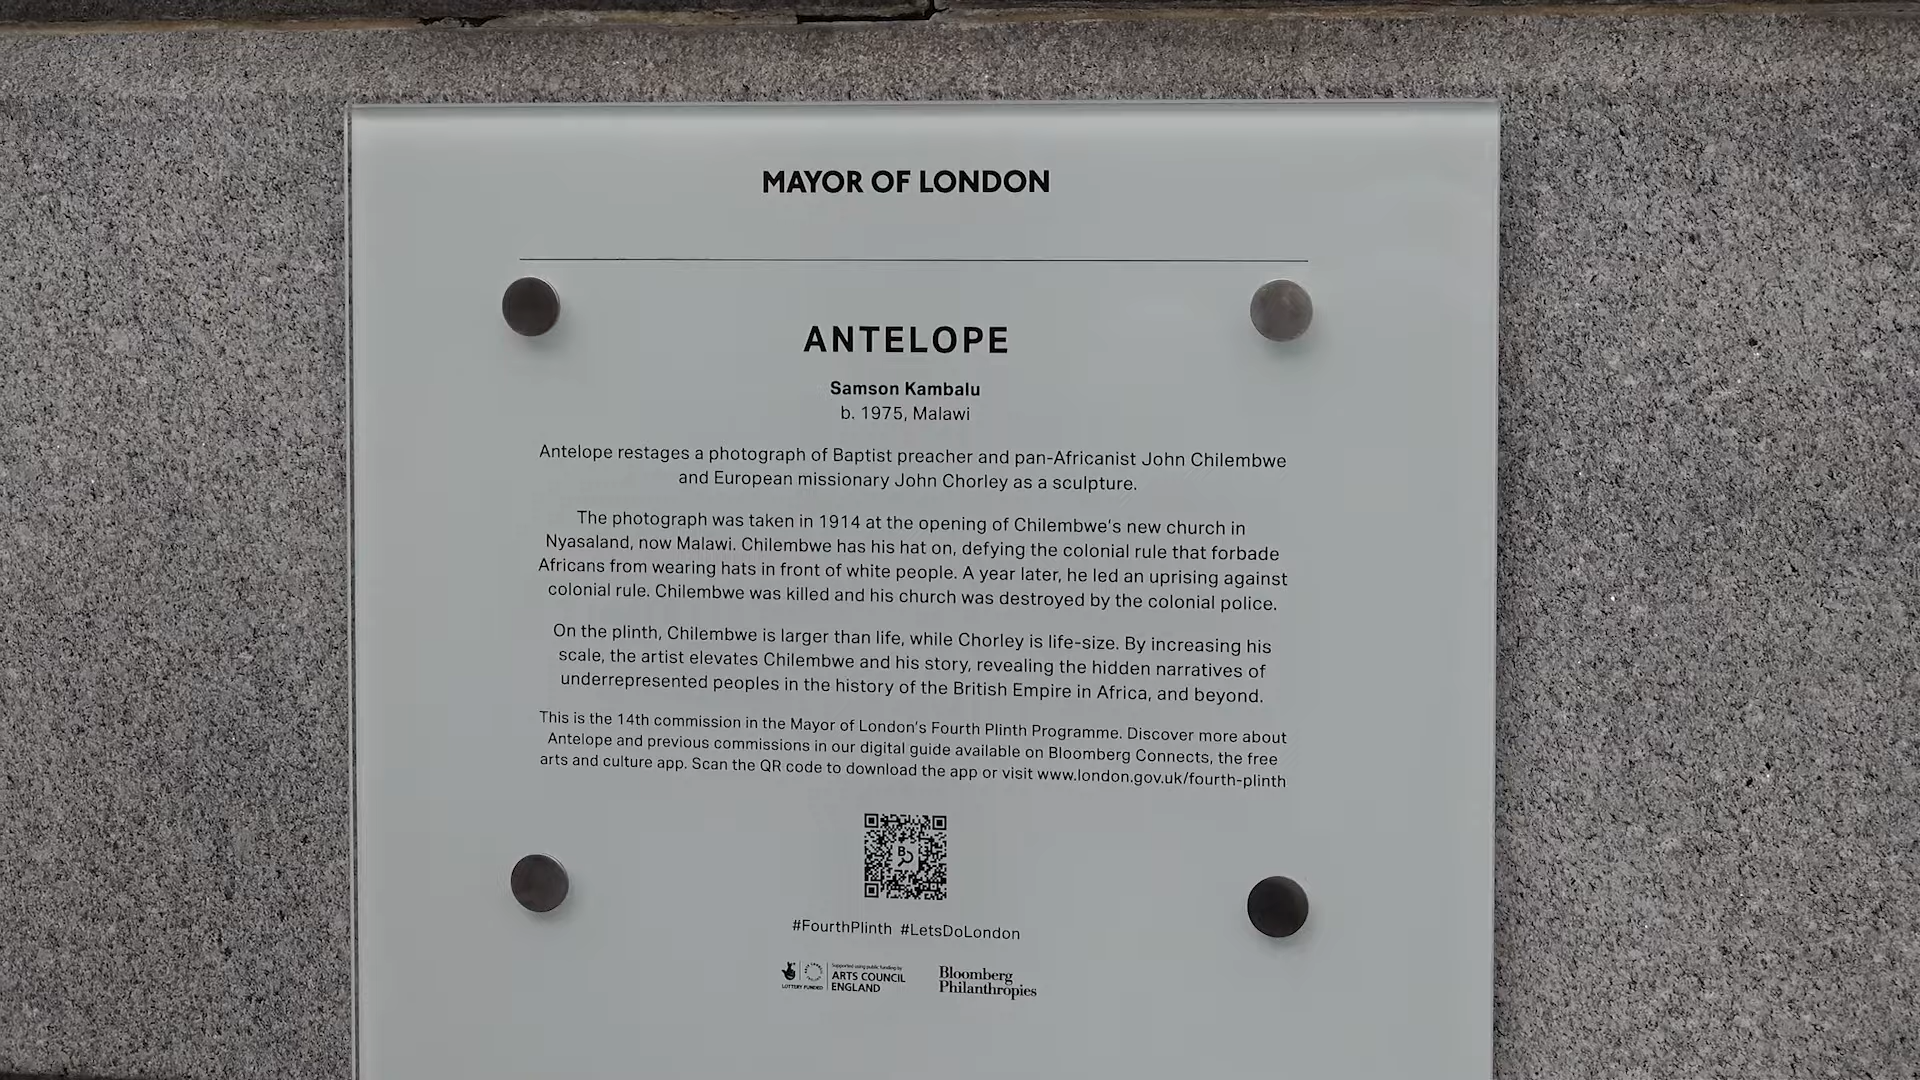 MAYOR OF LONDON
ANTELOPE
Samson Kambalu
b. 1975, Malawi
Antelope restages a photograph of Baptist preacher and pan-Africanist John Chilembwe
and European missionary John Chorley as a sculpture.
The photograph was taken in 1914 at the opening of Chilembwe's new church in
Nyasaland, now Malawi. Chilembwe has his hat on, defying the colonial rule that forbade
Africans from wearing hats in front of white people. A year later, he led an uprising against
colonial rule. Chilembwe was killed and his church was destroyed by the colonial police.
On the plinth, Chilembwe is larger than life, while Chorley is life-size. By increasing his
scale, the artist elevates Chilembwe and his story, revealing the hidden narratives of
underrepresented peoples in the history of the British Empire in Africa, and beyond.
This is the 14th commission in the Mayor of London's Fourth Plinth Programme. Discover more about
Antelope and previous commissions in our digital guide available on Bloomberg Connects, the free
arts and culture app. Scan the QR code to download the app or visit www.london.gov.uk/fourth-plinth
#FourthPlinth #LetsDoLondon
LOTTERY FUNDED
Supported using public funding by
ARTS COUNCIL
ENGLAND
Bloomberg
Philanthropies